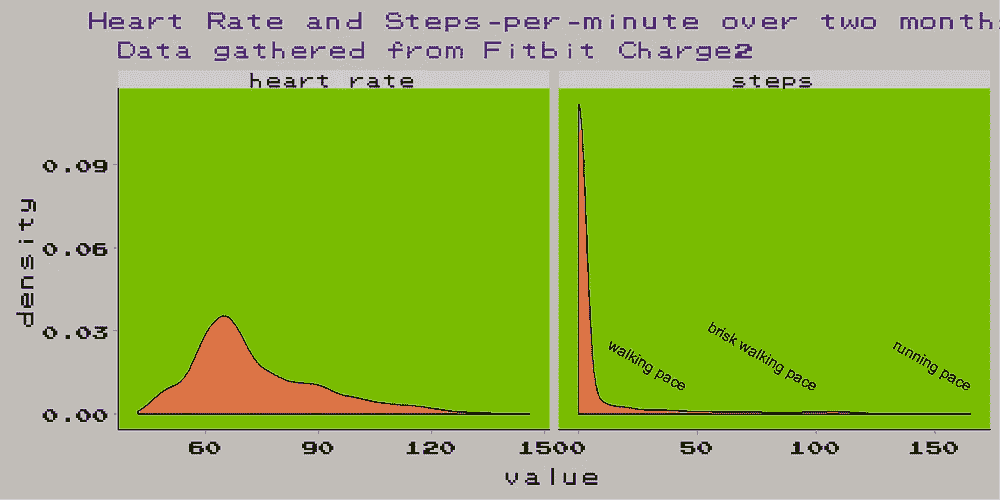 Heart Rate and Steps-per-minute over two month
Data gathered from Fitbit Charge2
heart rate
steps
density
0.09
0.06
0.03
0.00
walking pace
brisk walking pace
running pace
60 90 120 150
0 50 100 150
value